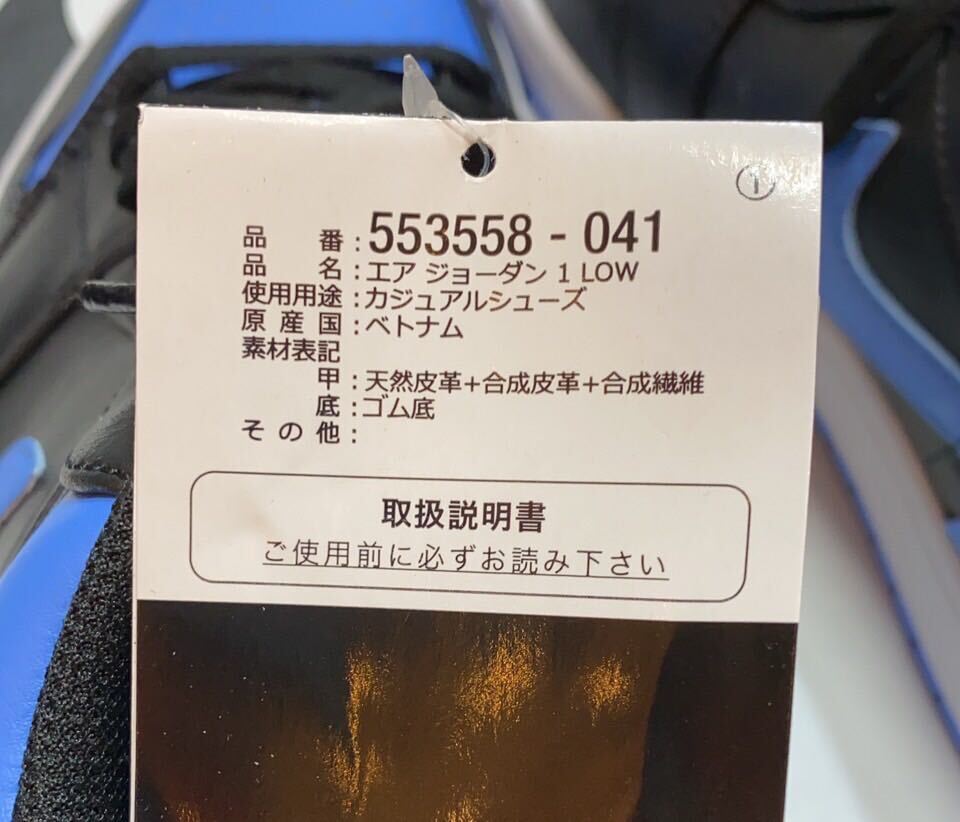 ①
品番:553558-041
品名:エア ジョーダン 1 LOW
使用用途:カジュアルシューズ
原産国:ベトナム
素材表記
甲:天然皮革+合成皮革+合成繊維
底:ゴム底
その他:
取扱説明書
ご使用前に必ずお読み下さい